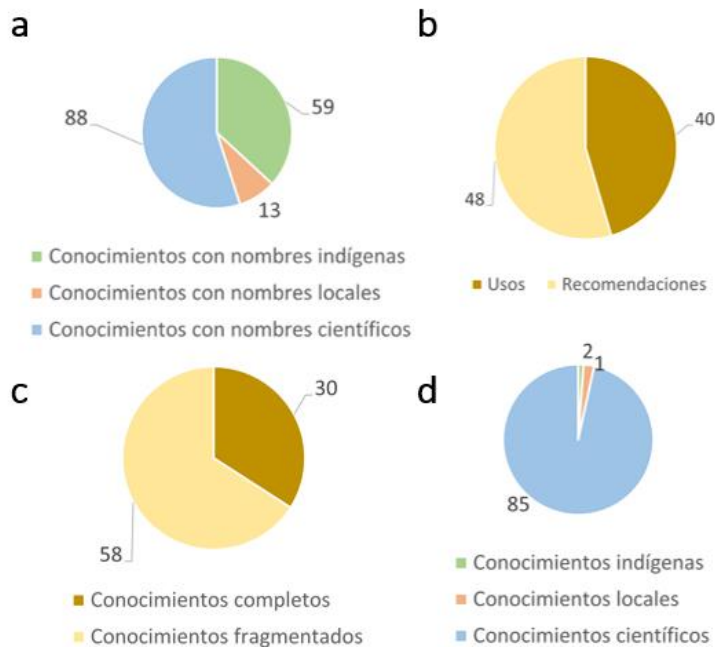 a
88
59
13
Conocimientos con nombres indígenas
Conocimientos con nombres locales
Conocimientos con nombres científicos
b
40
48
Usos Recomendaciones
c
30
58
Conocimientos completos
Conocimientos fragmentados
d
2
1
85
Conocimientos indígenas
Conocimientos locales
Conocimientos científicos